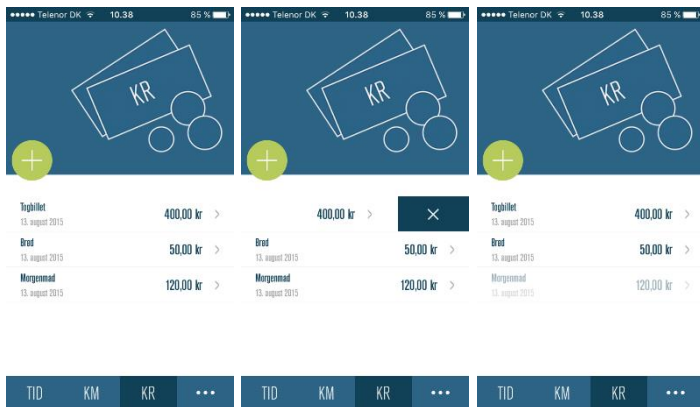 Telenor DK 10.38 85 %
KR
Togbillet 400,00 kr
13. august 2015
Brød 50,00 kr
13. august 2015
Morgenmad 120,00 kr
13. august 2015
TID KM KR •••
Telenor DK 10.38 85 %
KR
400,00 kr
Brød 50,00 kr
13. august 2015
Morgenmad 120,00 kr
13. august 2015
TID KM KR •••
Telenor DK 10.38 85 %
KR
Togbillet 400,00 kr
13. august 2015
Brød 50,00 kr
13. august 2015
Morgenmad 120,00 kr
13. august 2015
TID KM KR •••